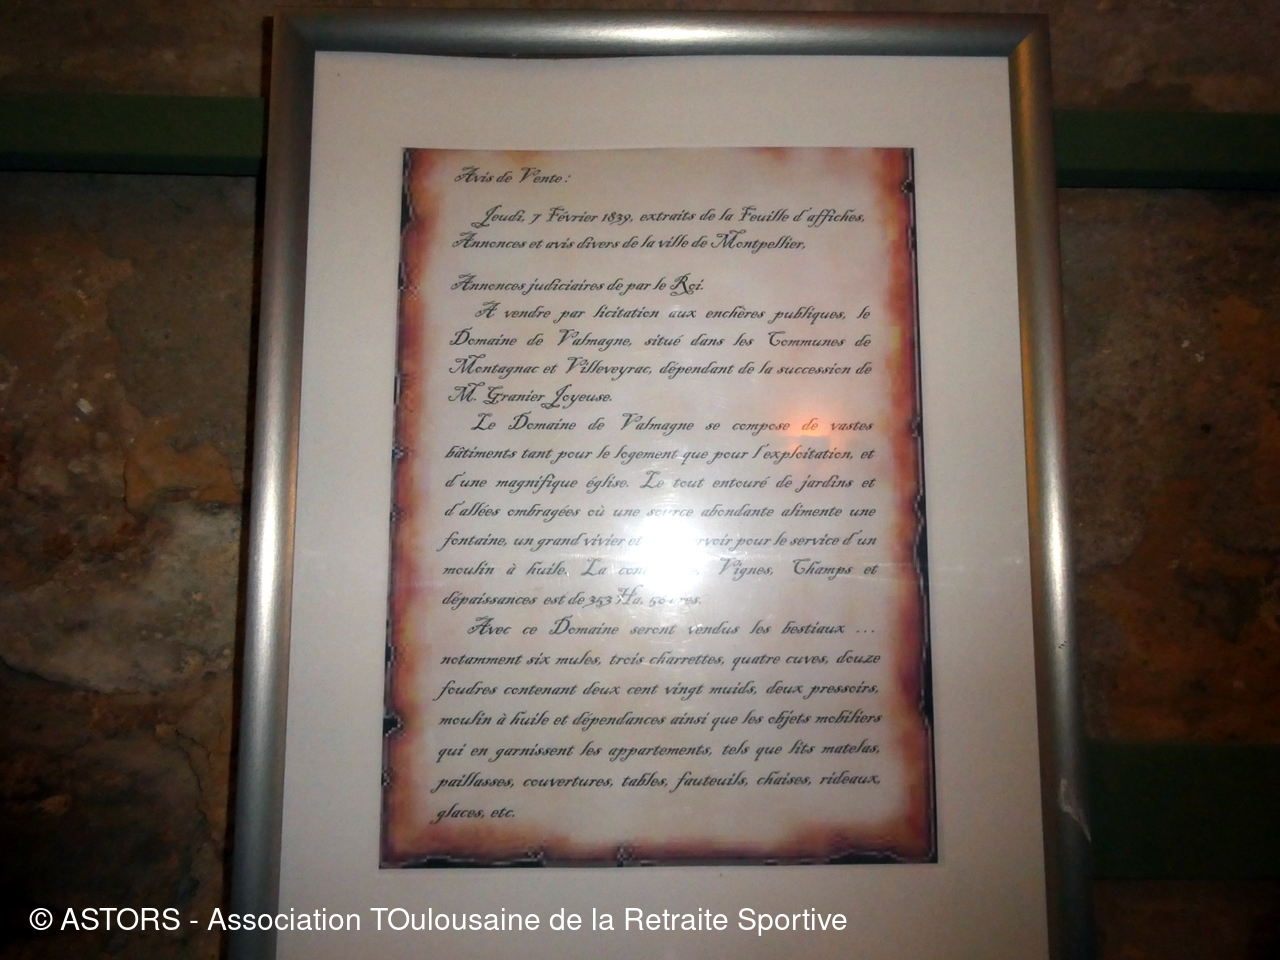 Avis de Vente :
Jeudi, 7 Février 1839, extraits de la Feuille d'affiches,
Annonces et avis divers de la ville de Montpellier,
Annonces judiciaires de par le Roi.
A vendre par licitation aux enchères publiques, le
Domaine de Valmagne, situé dans les Communes de
Montagnac et Villeveyrac, dépendant de la succession de
M. Granier Joyeuse.
Le Domaine de Valmagne se compose de vastes
bâtiments tant pour le logement que pour l'exploitation, et
d'une magnifique église. Le tout entouré de jardins et
d'allées ombragées où une source abondante alimente une
fontaine, un grand vivier et pour le service d'un
moulin à huile. La Vignes, Champs et
dépaissances est de 353 Ha,
Avec ce Domaine seront vendus les bestiaux ...
notamment six mules, trois charrettes, quatre cuves, douze
foudres contenant deux cent vingt muids, deux pressoirs,
moulin à huile et dépendances ainsi que les objets mobiliers
qui en garnissent les appartements, tels que lits matelas,
paillasses, couvertures, tables, fauteuils, chaises, rideaux,
glaces, etc.
© ASTORS - Association TOulousaine de la Retraite Sportive